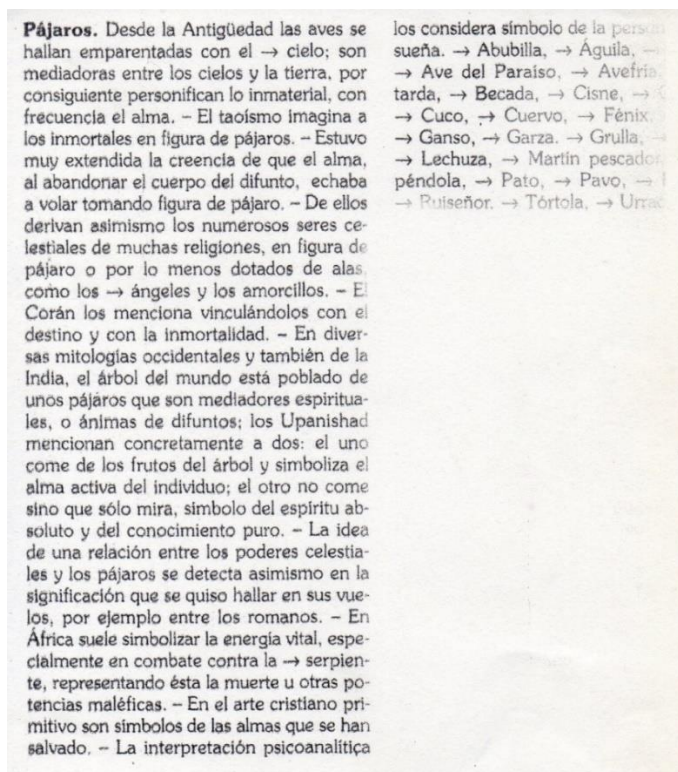 Pájaros. Desde la Antigüedad las aves se
hallan emparentadas con el → cielo; son
mediadoras entre los cielos y la tierra, por
consiguiente personifican lo inmaterial, con
frecuencia el alma. – El taoísmo imagina a
los inmortales en figura de pájaros. – Estuvo
muy extendida la creencia de que el alma,
al abandonar el cuerpo del difunto, echaba
a volar tomando figura de pájaro. – De ellos
derivan asimismo los numerosos seres ce-
lestiales de muchas religiones, en figura de
pájaro o por lo menos dotados de alas,
como los → ángeles y los amorcillos. – El
Corán los menciona vinculándolos con el
destino y con la inmortalidad. – En diver-
sas mitologías occidentales y también de la
India, el árbol del mundo está poblado de
unos pájaros que son mediadores espiritua-
les, o ánimas de difuntos; los Upanishad
mencionan concretamente a dos: el uno
come de los frutos del árbol y simboliza el
alma activa del individuo; el otro no come
sino que sólo mira, símbolo del espíritu ab-
soluto y del conocimiento puro. – La idea
de una relación entre los poderes celestia-
les y los pájaros se detecta asimismo en la
significación que se quiso hallar en sus vue-
los, por ejemplo entre los romanos. – En
África suele simbolizar la energía vital, espe-
cialmente en combate contra la → serpien-
te, representando ésta la muerte u otras po-
tencias maléficas. – En el arte cristiano pri-
mitivo son símbolos de las almas que se han
salvado. – La interpretación psicoanalítica
los considera símbolo de la
sueña. → Abubilla, → Águila, →
→ Ave del Paraíso, → Avefría,
tarda, → Becada, → Cisne, →
→ Cuco, → Cuervo, → Fénix,
→ Ganso, → Garza. → Grulla, →
→ Lechuza, → Martín pescador,
péndola, → Pato, → Pavo, →
→ Ruiseñor, → Tórtola, →